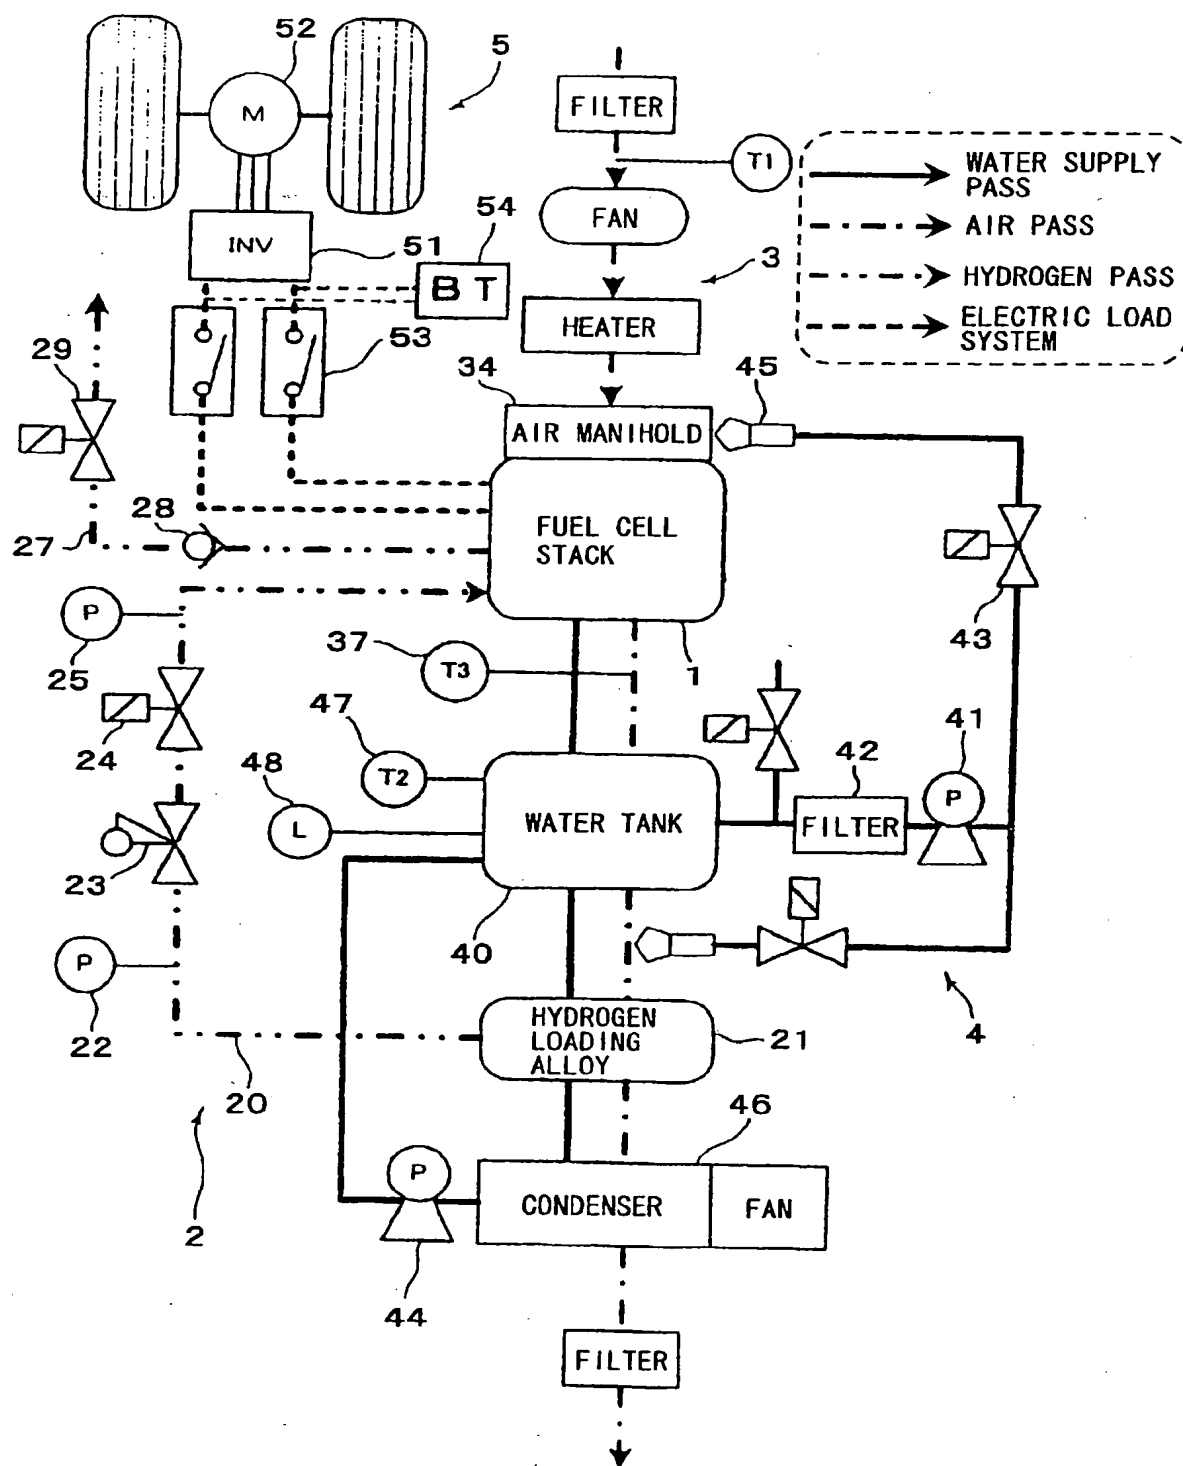 52
5
M
FILTER
T1
WATER SUPPLY
PASS
AIR PASS
HYDROGEN PASS
ELECTRIC LOAD
SYSTEM
FAN
54
INV
51
BT
3
HEATER
29
53
34
45
AIR MANIHOLD
28
27
FUEL CELL
STACK
P
25
43
37
1
T3
24
47
41
48
T2
42
P
L
WATER TANK
FILTER
23
40
P
22
4
HYDROGEN
LOADING
ALLOY
21
20
46
P
CONDENSER
FAN
2
44
FILTER